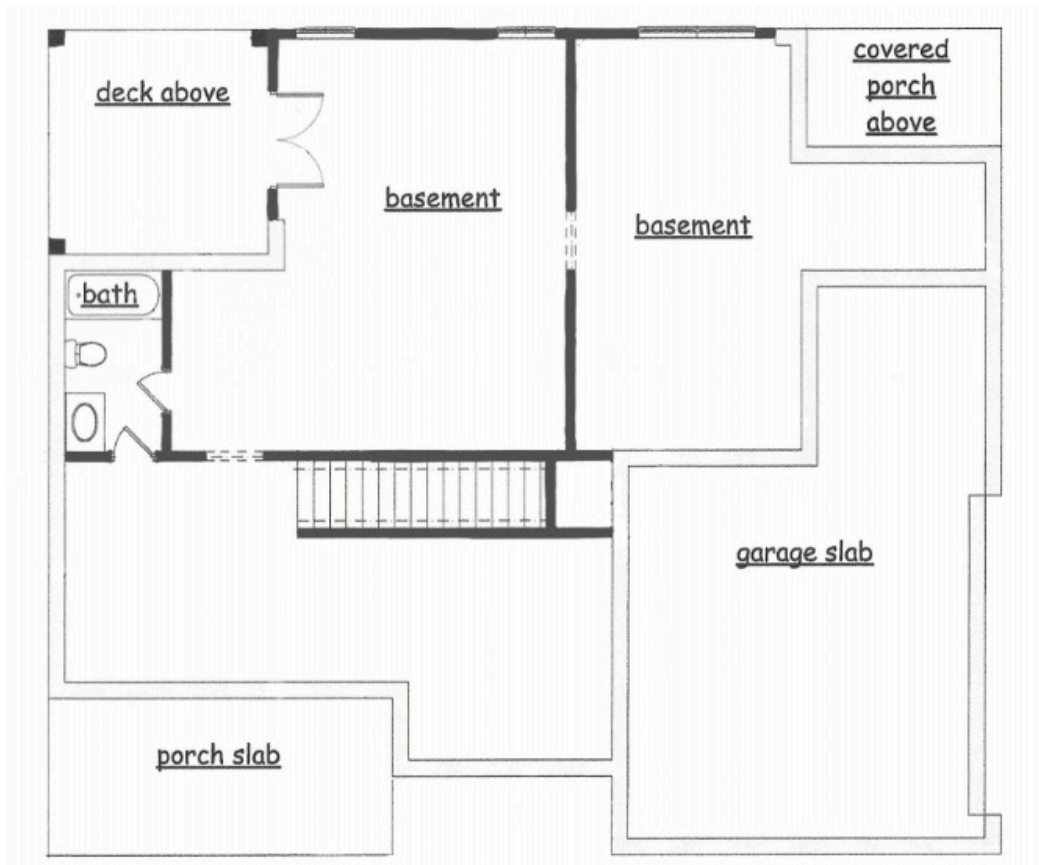 deck above
covered
porch
above
basement
basement
bath
garage slab
porch slab